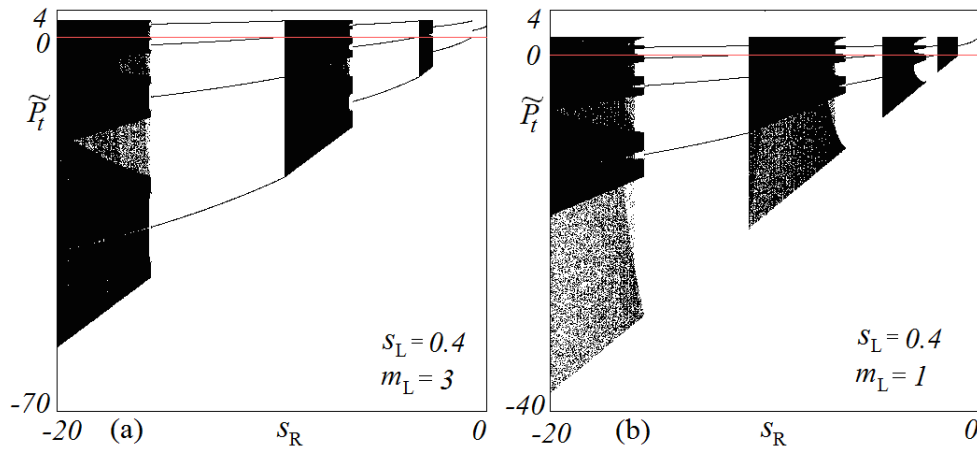 4
0
P̃t
-70
-20
(a)
sR
0
sL = 0.4
mL = 3
4
0
P̃t
-40
-20
(b)
sR
0
sL = 0.4
mL = 1